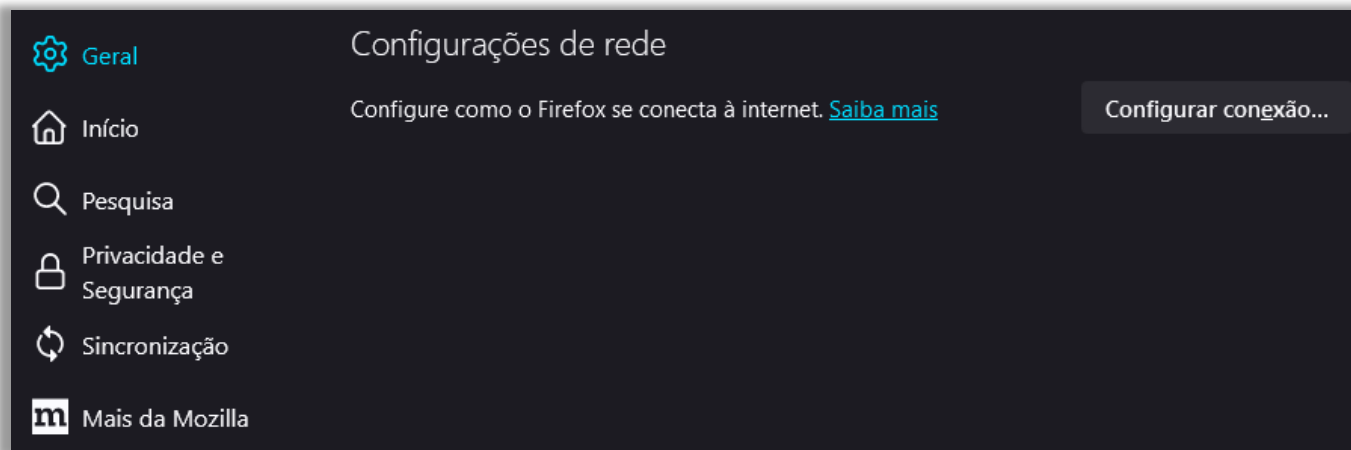 Geral
Início
Pesquisa
Privacidade e
Segurança
Sincronização
m Mais da Mozilla
Configurações de rede
Configure como o Firefox se conecta à internet. Saiba mais
Configurar conexão...